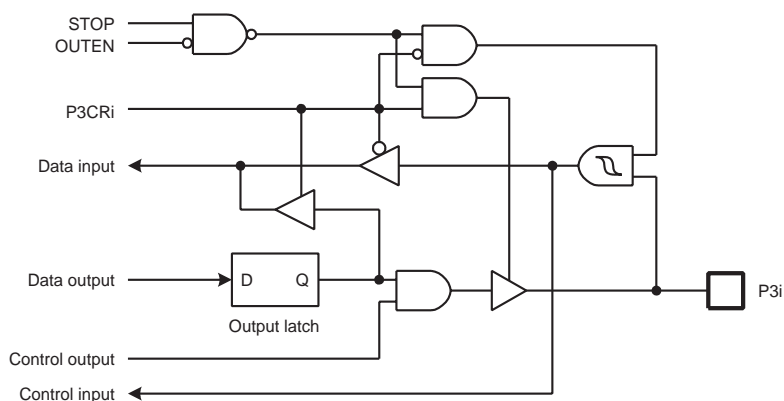 STOP
OUTEN
P3CRi
Data input
Data output
D
Q
P3i
Output latch
Control output
Control input